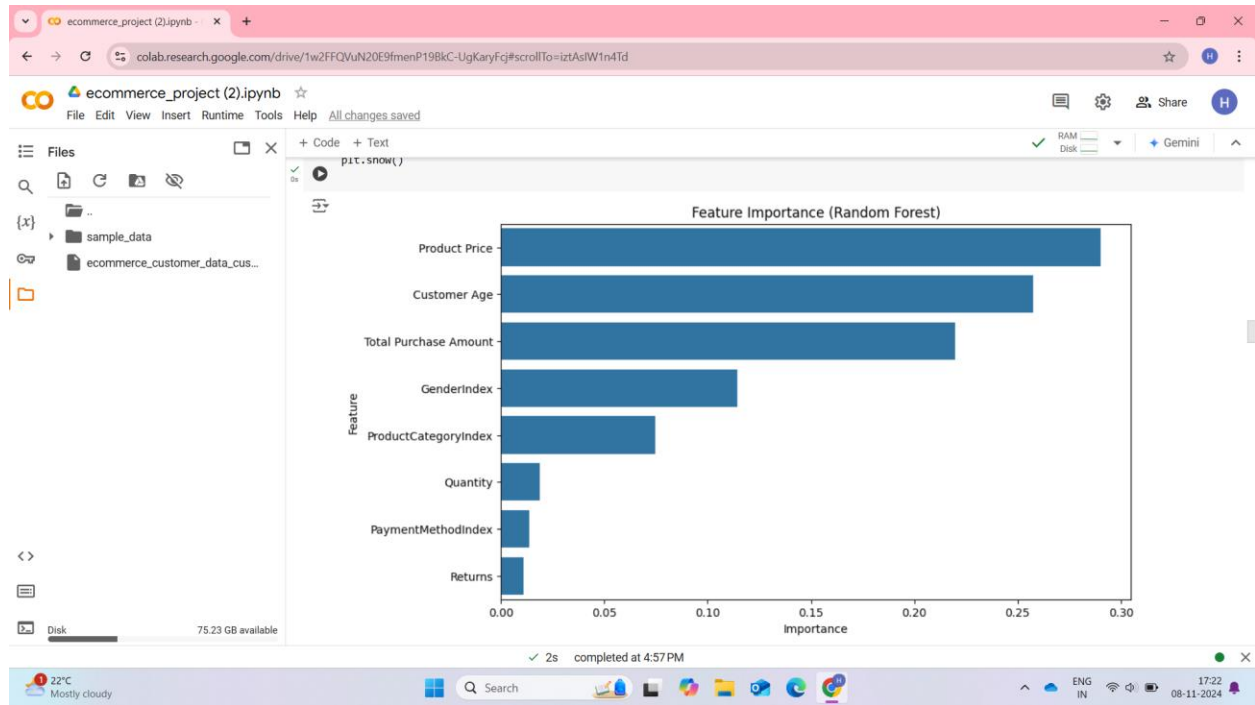 ecommerce_project (2).ipynb -
colab.research.google.com/drive/1w2FFQVuN20E9fmenP19BkC-UgKaryFcj#scrollTo=iztAsIW1n4Td
H
CO
ecommerce_project (2).ipynb
File Edit View Insert Runtime Tools Help All changes saved
Share
H
Files
+ Code + Text
RAM
Disk
Gemini
plt.show()
0s
{x}
..
sample_data
ecommerce_customer_data_cus...
Feature Importance (Random Forest)
Product Price
Customer Age
Total Purchase Amount
GenderIndex
ProductCategoryIndex
Quantity
PaymentMethodIndex
Returns
Feature
0.00 0.05 0.10 0.15 0.20 0.25 0.30
Importance
Disk 75.23 GB available
2s completed at 4:57 PM
1
22°C
Mostly cloudy
Search
ENG
IN
17:22
08-11-2024